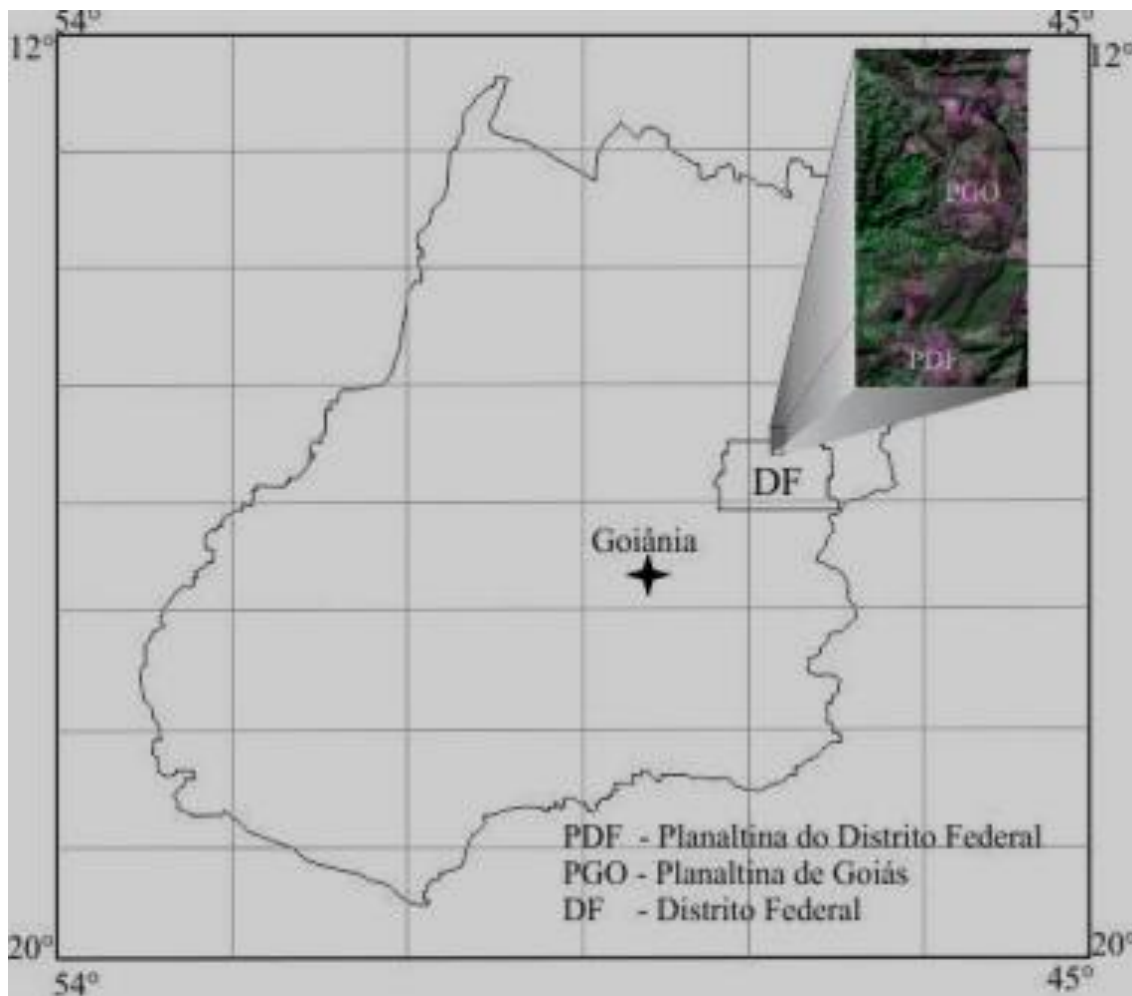 54°
45°
12°
12°
PGO
PDF
DF
Goiânia
PDF - Planaltina do Distrito Federal
PGO - Planaltina de Goiás
DF - Distrito Federal
20°
20°
54°
45°